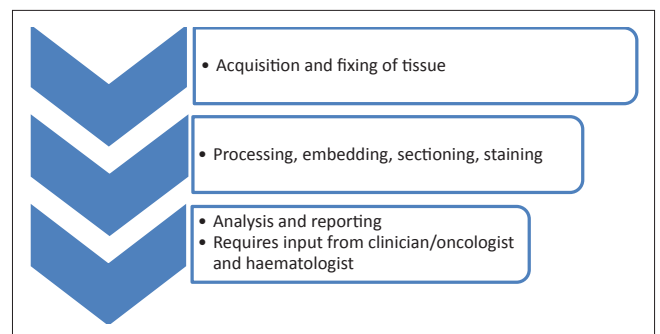 • Acquisition and fixing of tissue
• Processing, embedding, sectioning, staining
• Analysis and reporting
• Requires input from clinician/oncologist
and haematologist